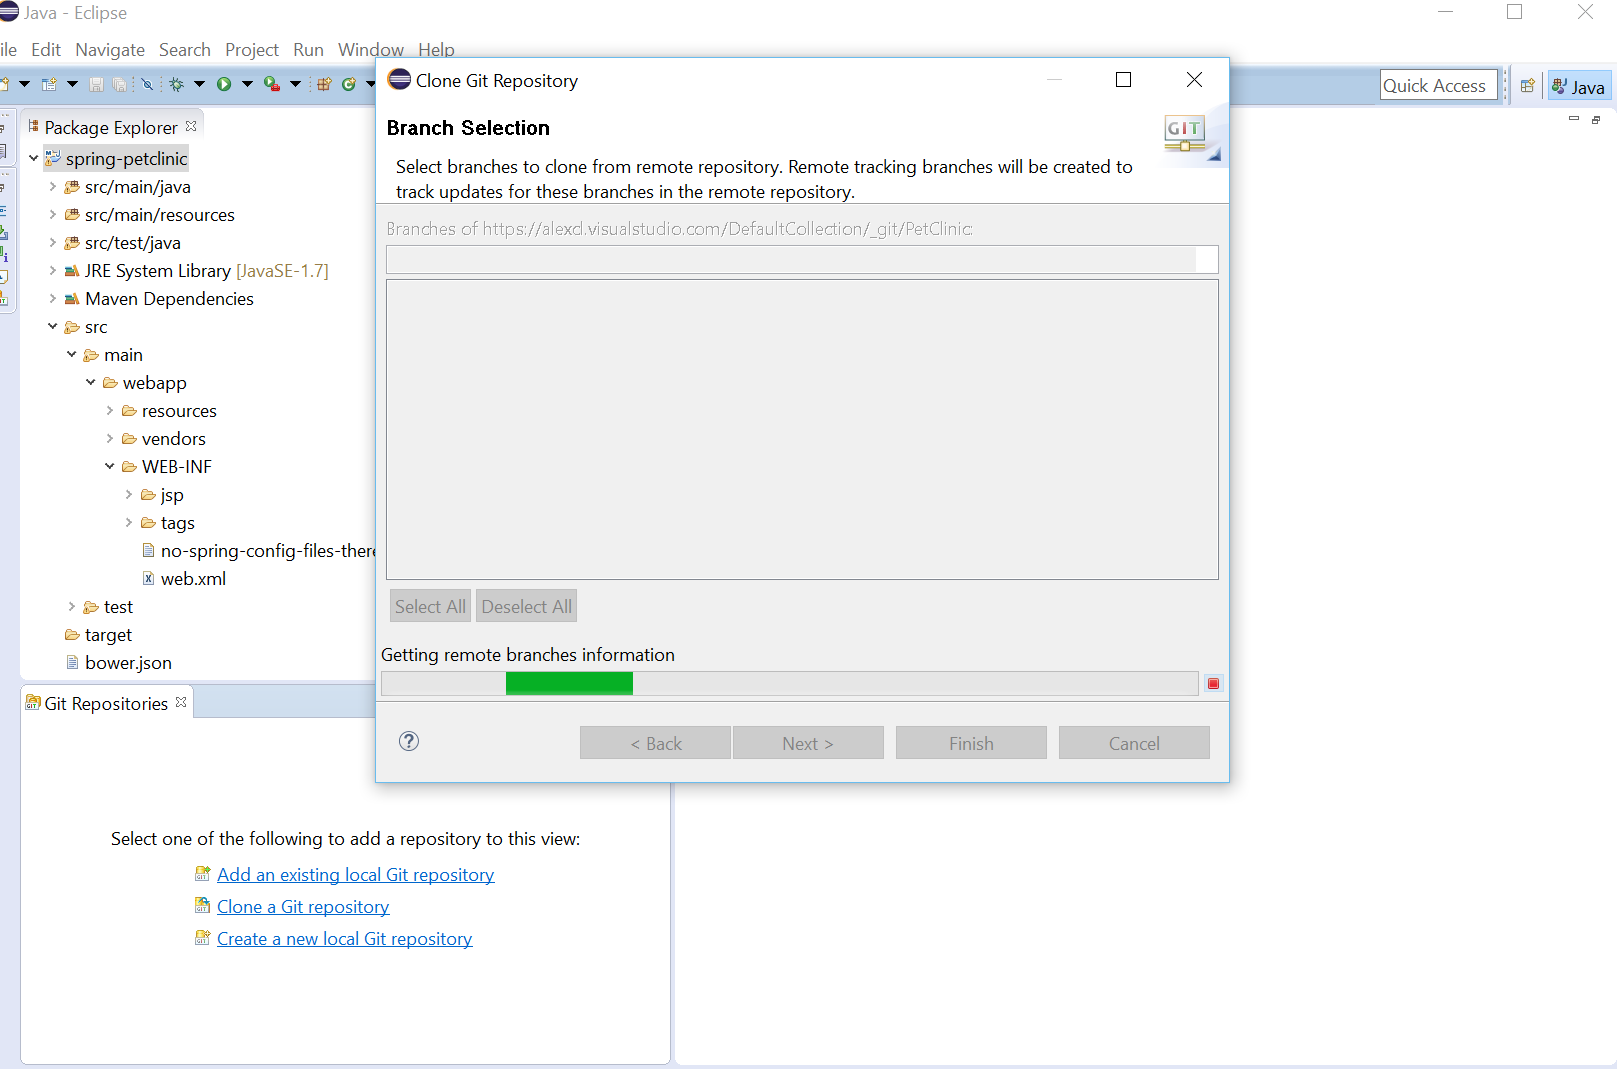 Java - Eclipse
ile Edit Navigate Search Project Run Window Help
Quick Access
Java
Package Explorer
spring-petclinic
src/main/java
src/main/resources
src/test/java
JRE System Library [JavaSE-1.7]
Maven Dependencies
src
main
webapp
resources
vendors
WEB-INF
jsp
tags
no-spring-config-files-there
web.xml
test
target
bower.json
Clone Git Repository
Branch Selection
GIT
Select branches to clone from remote repository. Remote tracking branches will be created to
track updates for these branches in the remote repository.
Branches of https://alexcl.visualstudio.com/DefaultCollection/_git/PetClinic:
Select All Deselect All
Getting remote branches information
< Back Next > Finish Cancel
Git Repositories
Select one of the following to add a repository to this view:
Add an existing local Git repository
Clone a Git repository
Create a new local Git repository